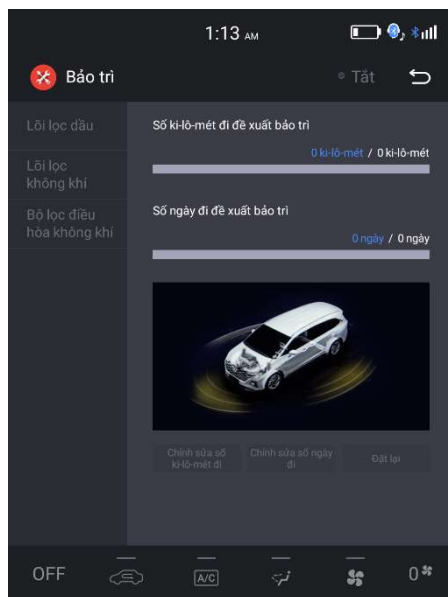 1:13 AM
Bảo trì
Tắt
Lõi lọc dầu
Lõi lọc
không khí
Bộ lọc điều
hòa không khí
Số ki-lô-mét đi đề xuất bảo trì
0 ki-lô-mét / 0 ki-lô-mét
Số ngày đi đề xuất bảo trì
0 ngày / 0 ngày
Chỉnh sửa số
ki-lô-mét đi
Chỉnh sửa số ngày
đi
Đặt lại
OFF
A/C
0